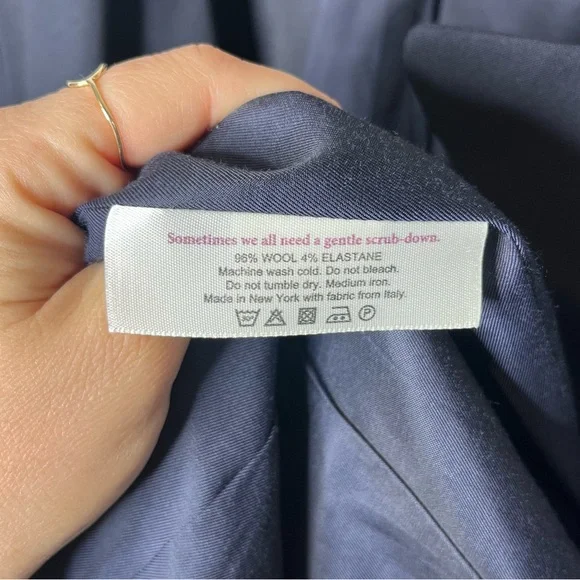 Sometimes we all need a gentle scrub-down.
96% WOOL 4% ELASTANE
Machine wash cold. Do not bleach.
Do not tumble dry. Medium iron.
Made in New York with fabric from Italy.
30°
P